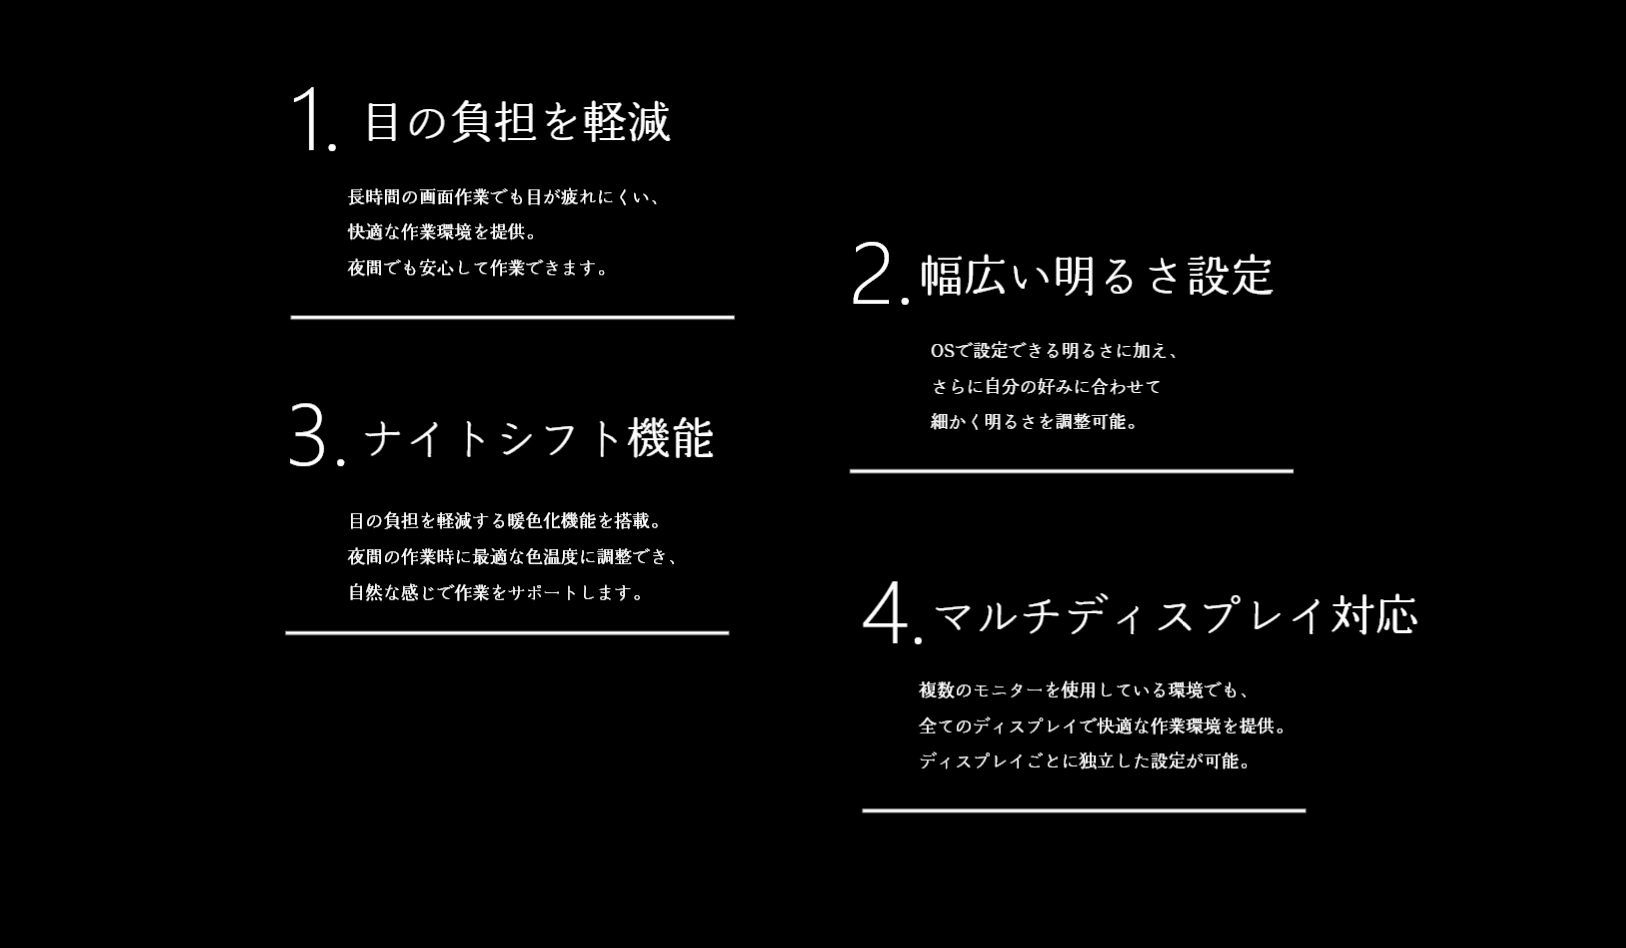 1. 目の負担を軽減
長時間の画面作業でも目が疲れにくい、
快適な作業環境を提供。
夜間でも安心して作業できます。
2. 幅広い明るさ設定
OSで設定できる明るさに加え、
さらに自分の好みに合わせて
細かく明るさを調整可能。
3. ナイトシフト機能
目の負担を軽減する暖色化機能を搭載。
夜間の作業時に最適な色温度に調整でき、
自然な感じで作業をサポートします。
4. マルチディスプレイ対応
複数のモニターを使用している環境でも、
全てのディスプレイで快適な作業環境を提供。
ディスプレイごとに独立した設定が可能。